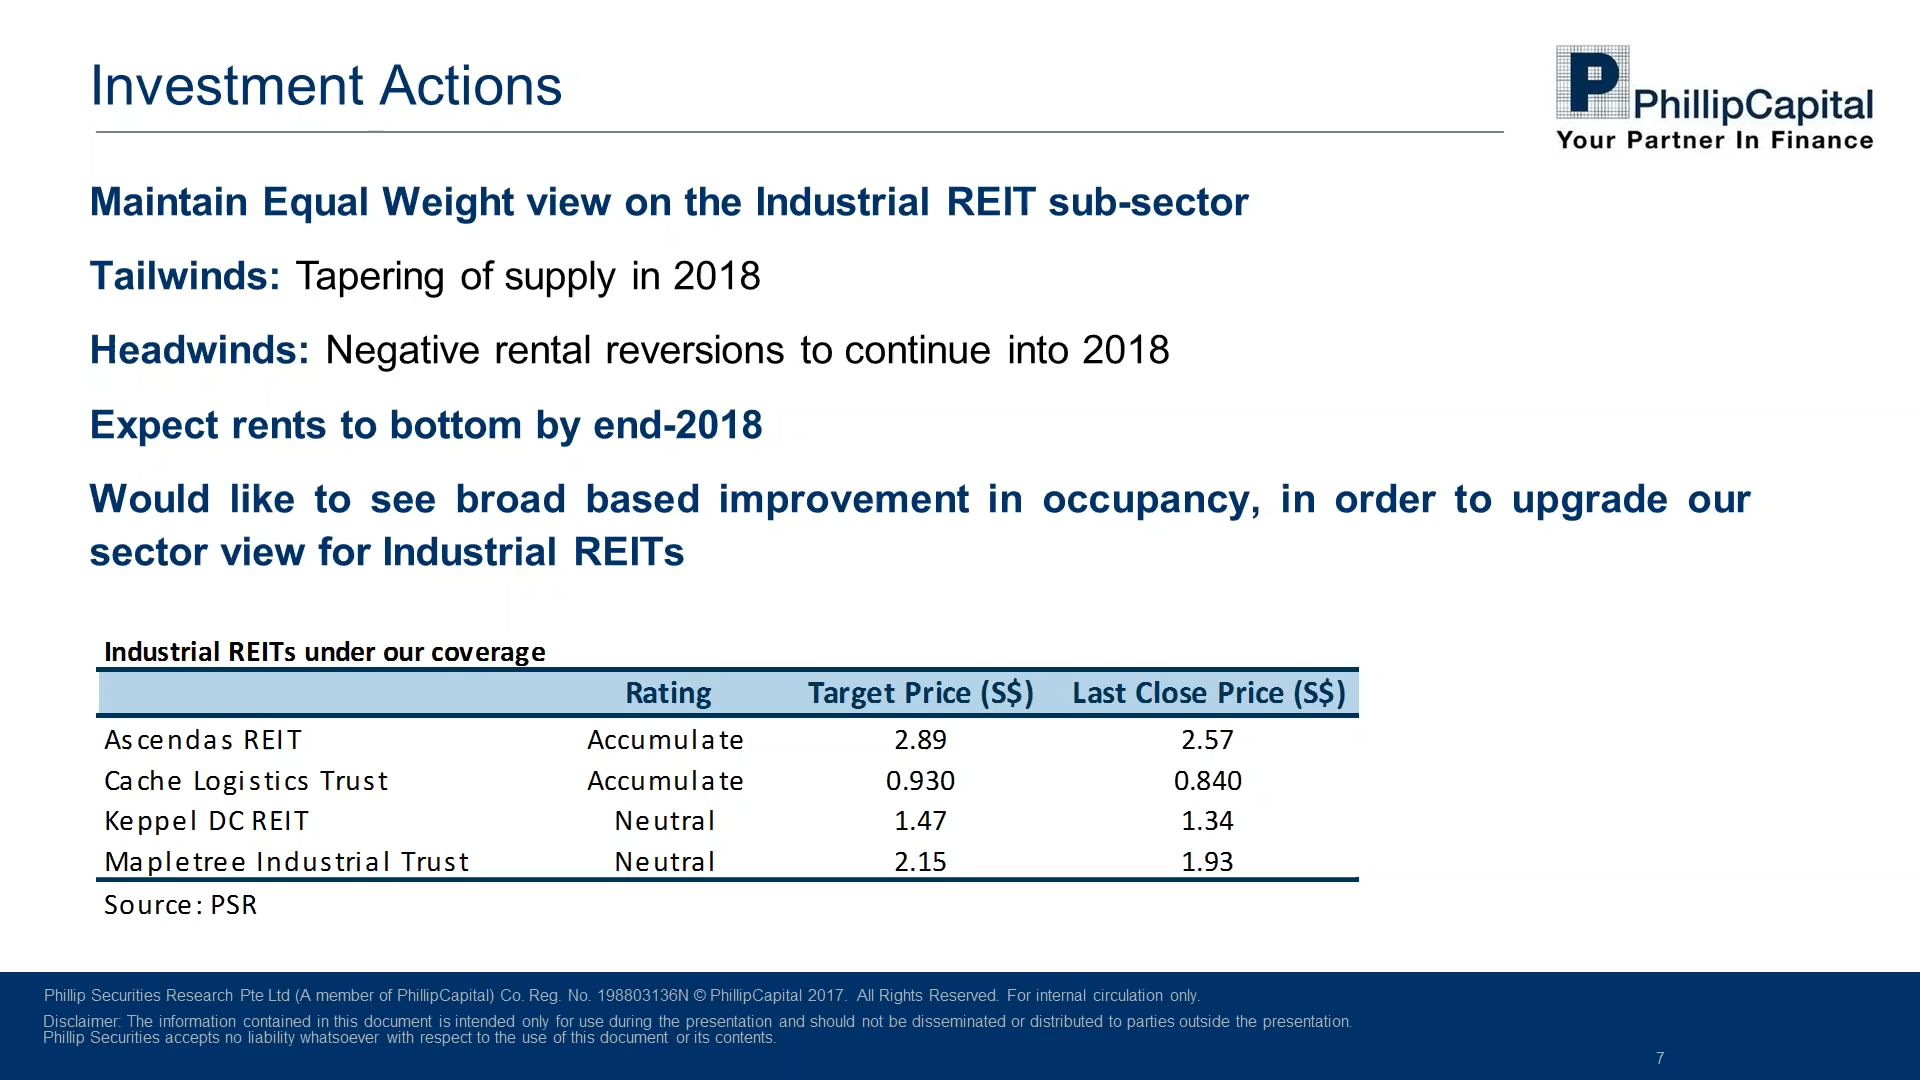 Investment Actions
PhillipCapital
Your Partner In Finance
Maintain Equal Weight view on the Industrial REIT sub-sector
Tailwinds: Tapering of supply in 2018
Headwinds: Negative rental reversions to continue into 2018
Expect rents to bottom by end-2018
Would like to see broad based improvement in occupancy, in order to upgrade our
sector view for Industrial REITs
Industrial REITs under our coverage
Rating Target Price (S$) Last Close Price (S$)
Ascendas REIT Accumulate 2.89 2.57
Cache Logistics Trust Accumulate 0.930 0.840
Keppel DC REIT Neutral 1.47 1.34
Mapletree Industrial Trust Neutral 2.15 1.93
Source: PSR
Phillip Securities Research Pte Ltd (A member of PhillipCapital) Co. Reg. No. 198803136N © PhillipCapital 2017. All Rights Reserved. For internal circulation only.
Disclaimer: The information contained in this document is intended only for use during the presentation and should not be disseminated or distributed to parties outside the presentation.
Phillip Securities accepts no liability whatsoever with respect to the use of this document or its contents.
7